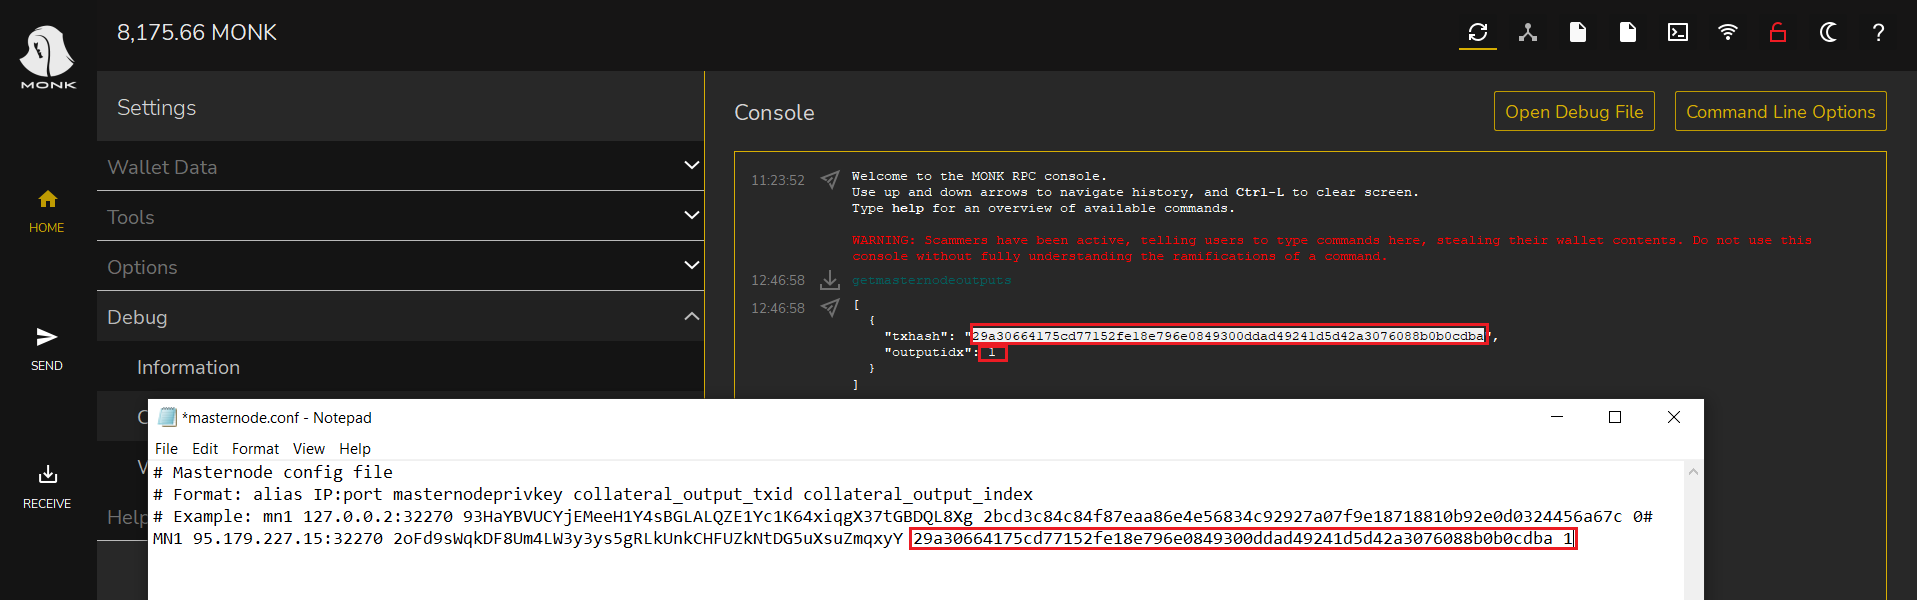 8,175.66 MONK
MONK
Settings
Wallet Data
Tools
Options
Debug
Information
Help
HOME
SEND
RECEIVE
Console
Open Debug File
Command Line Options
11:23:52
Welcome to the MONK RPC console.
Use up and down arrows to navigate history, and Ctrl-L to clear screen.
Type help for an overview of available commands.
WARNING: Scammers have been active, telling users to type commands here, stealing their wallet contents. Do not use this
console without fully understanding the ramifications of a command.
12:46:58
getmasternodeoutputs
12:46:58
[
{
"txhash": "29a30664175cd77152fe18e796e0849300ddad49241d5d42a3076088b0b0cdba",
"outputidx": 1
}
]
*masternode.conf - Notepad
File Edit Format View Help
# Masternode config file
# Format: alias IP:port masternodeprivkey collateral_output_txid collateral_output_index
# Example: mn1 127.0.0.2:32270 93HaYBVUCYjEMeeH1Y4sBGLALQZE1Yc1K64xiqgX37tGBDQL8Xg 2bcd3c84c84f87eaa86e4e56834c92927a07f9e18718810b92e0d0324456a67c 0#
MN1 95.179.227.15:32270 2oFd9sWqkDF8Um4LW3y3ys5gRLkUnkCHFUZkNtDG5uXsuZmqxyY 29a30664175cd77152fe18e796e0849300ddad49241d5d42a3076088b0b0cdba 1